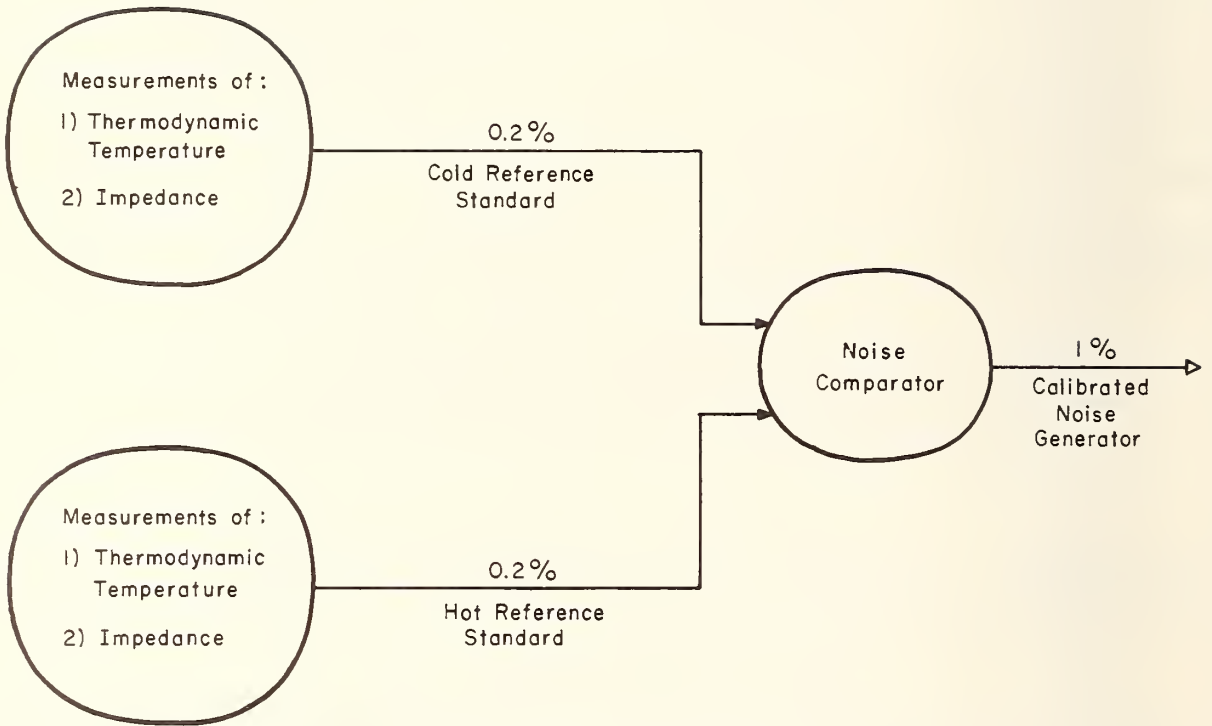 Measurements of :
1) Thermodynamic
Temperature
2) Impedance
0.2%
Cold Reference
Standard
Noise
Comparator
1%
Calibrated
Noise
Generator
Measurements of :
1) Thermodynamic
Temperature
2) Impedance
0.2%
Hot Reference
Standard